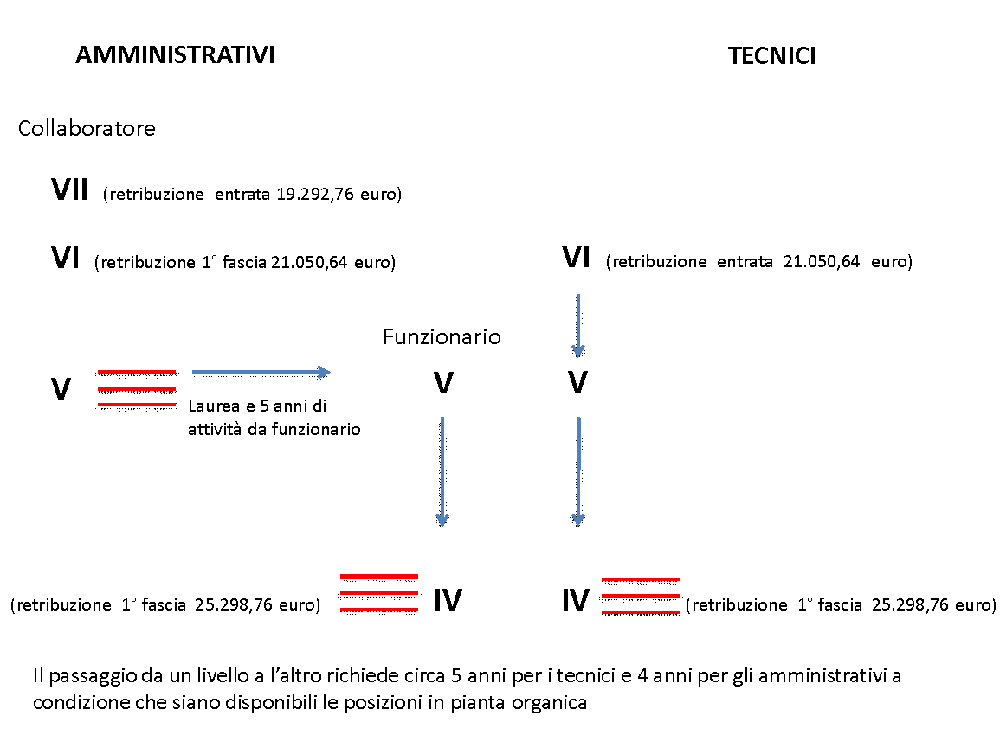 AMMINISTRATIVI
TECNICI
Collaboratore
VII (retribuzione entrata 19.292,76 euro)
VI (retribuzione 1° fascia 21.050,64 euro)
VI (retribuzione entrata 21.050,64 euro)
Funzionario
V
V
V
Laurea e 5 anni di
attività da funzionario
(retribuzione 1° fascia 25.298,76 euro)
IV
IV
(retribuzione 1° fascia 25.298,76 euro)
Il passaggio da un livello a l’altro richiede circa 5 anni per i tecnici e 4 anni per gli amministrativi a
condizione che siano disponibili le posizioni in pianta organica